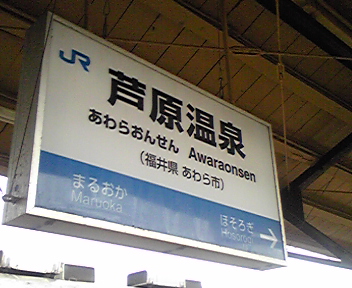 JR
芦原温泉
あわらおんせん Awaraonsen
(福井県 あわら市)
まるおか
Maruoka
ほそろぎ
Hosorogi
→